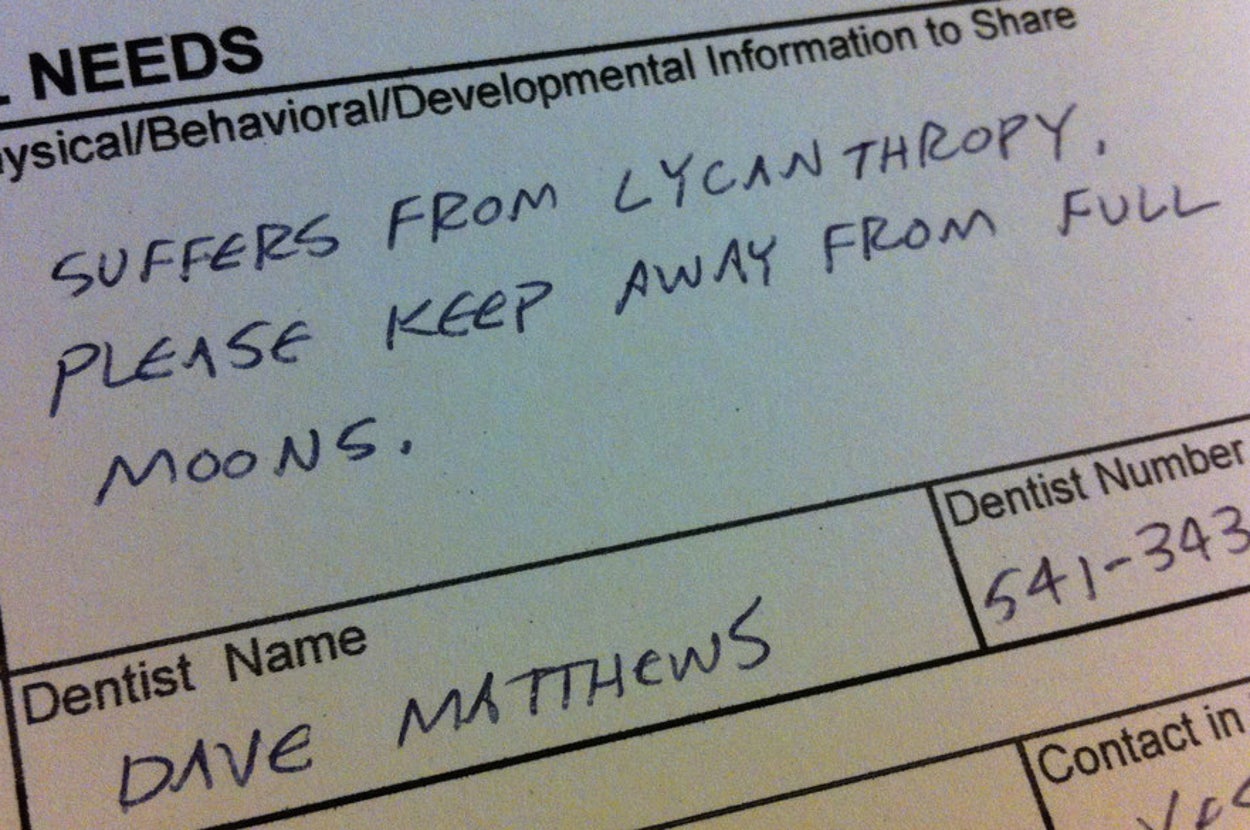 NEEDS
ysical/Behavioral/Developmental Information to Share
SUFFERS FROM LYCANTHROPY.
PLEASE KEEP AWAY FROM FULL
MOONS.
Dentist Number
541-343
Dentist Name
DAVE MATTHEWS
Contact in